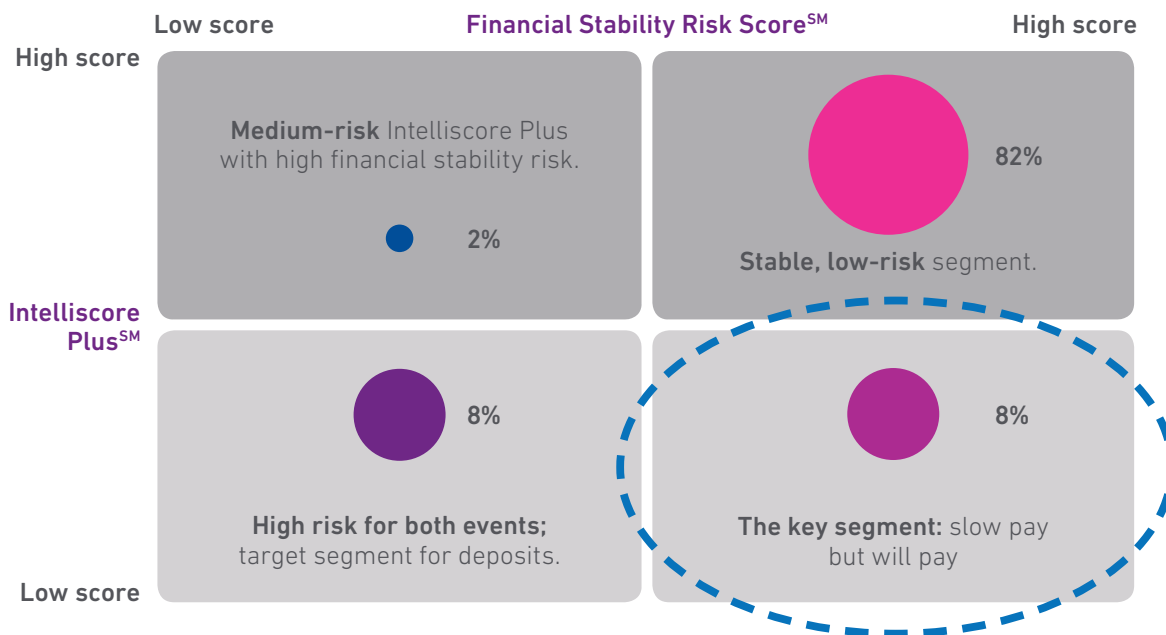 Low score
Financial Stability Risk Score℠
High score
High score
Medium-risk Intelliscore Plus
with high financial stability risk.
2%
82%
Stable, low-risk segment.
Intelliscore
Plus℠
8%
High risk for both events;
target segment for deposits.
8%
The key segment: slow pay
but will pay
Low score